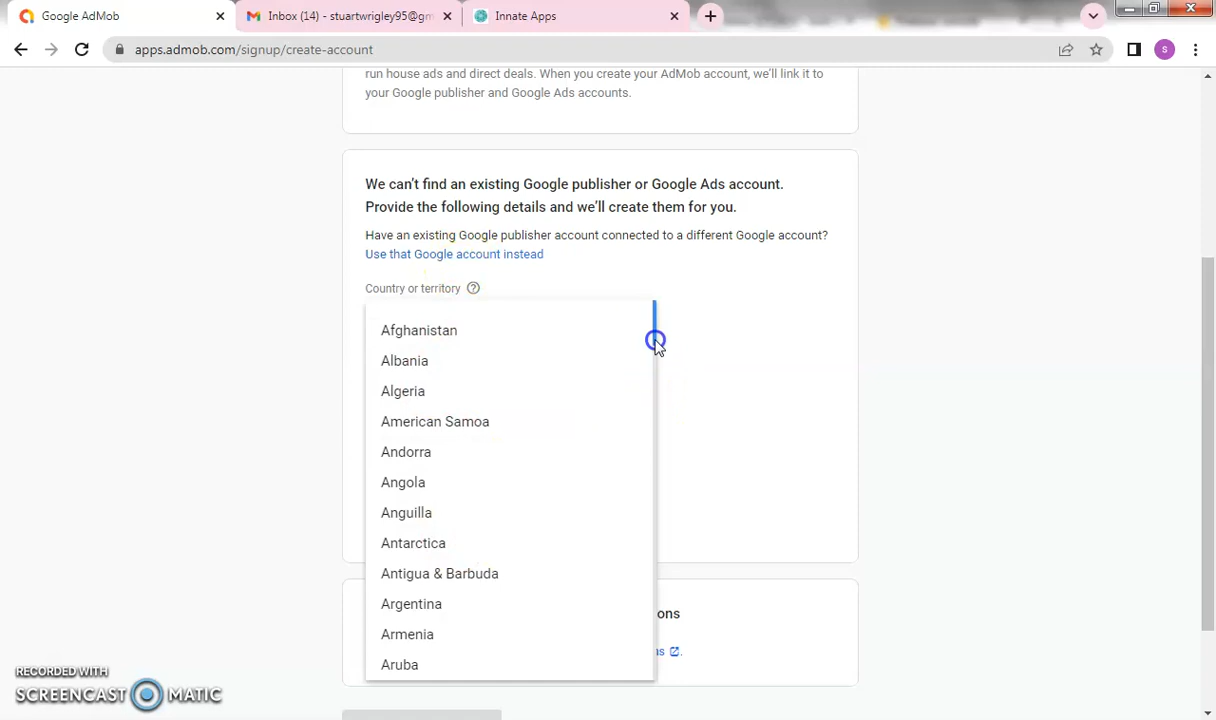 Google AdMob
Inbox (14) - stuartwrigley95@gm
Innate Apps
apps.admob.com/signup/create-account
S
run house ads and direct deals. When you create your AdMob account, we'll link it to
your Google publisher and Google Ads accounts.
We can't find an existing Google publisher or Google Ads account.
Provide the following details and we'll create them for you.
Have an existing Google publisher account connected to a different Google account?
Use that Google account instead
Country or territory
Afghanistan
Albania
Algeria
American Samoa
Andorra
Angola
Anguilla
Antarctica
Antigua & Barbuda
Argentina
Armenia
Aruba
ons
ns
RECORDED WITH
SCREENCAST MATIC